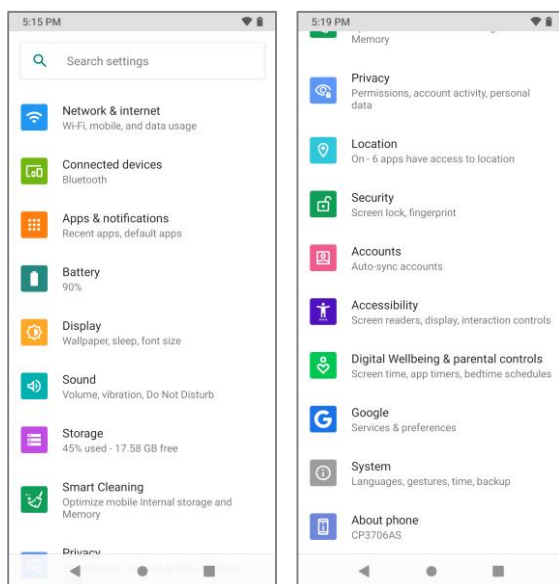 5:15 PM
Search settings
Network & internet
Wi-Fi, mobile, and data usage
Connected devices
Bluetooth
Apps & notifications
Recent apps, default apps
Battery
90%
Display
Wallpaper, sleep, font size
Sound
Volume, vibration, Do Not Disturb
Storage
45% used - 17.58 GB free
Smart Cleaning
Optimize mobile Internal storage and
Memory
Privacy
5:19 PM
Memory
Privacy
Permissions, account activity, personal
data
Location
On - 6 apps have access to location
Security
Screen lock, fingerprint
Accounts
Auto-sync accounts
Accessibility
Screen readers, display, interaction controls
Digital Wellbeing & parental controls
Screen time, app timers, bedtime schedules
G
Google
Services & preferences
System
Languages, gestures, time, backup
About phone
CP3706AS